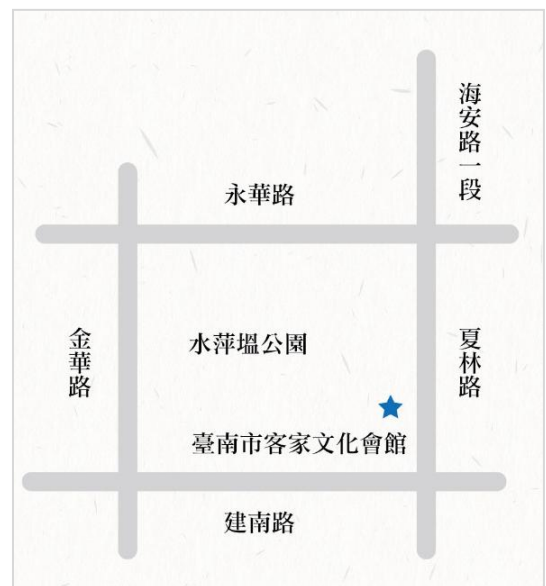 海安路一段
永華路
金華路
水萍塭公園
夏林路
臺南市客家文化會館
建南路